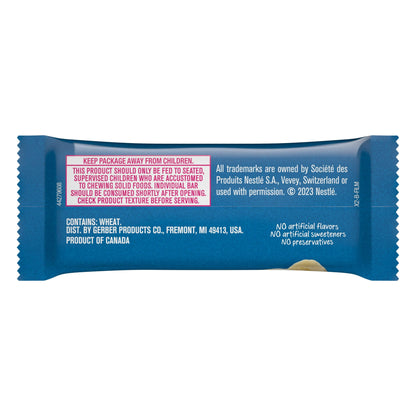 KEEP PACKAGE AWAY FROM CHILDREN.
THIS PRODUCT SHOULD ONLY BE FED TO SEATED,
SUPERVISED CHILDREN WHO ARE ACCUSTOMED
TO CHEWING SOLID FOODS. INDIVIDUAL BAR
SHOULD BE CONSUMED SHORTLY AFTER OPENING.
CHECK PRODUCT TEXTURE BEFORE SERVING.
All trademarks are owned by Société des
Produits Nestlé S.A., Vevey, Switzerland or
used with permission. © 2023 Nestlé.
CONTAINS: WHEAT.
DIST. BY GERBER PRODUCTS CO., FREMONT, MI 49413, USA.
PRODUCT OF CANADA
NO artificial flavors
NO artificial sweeteners
NO preservatives
X2-B-FILM